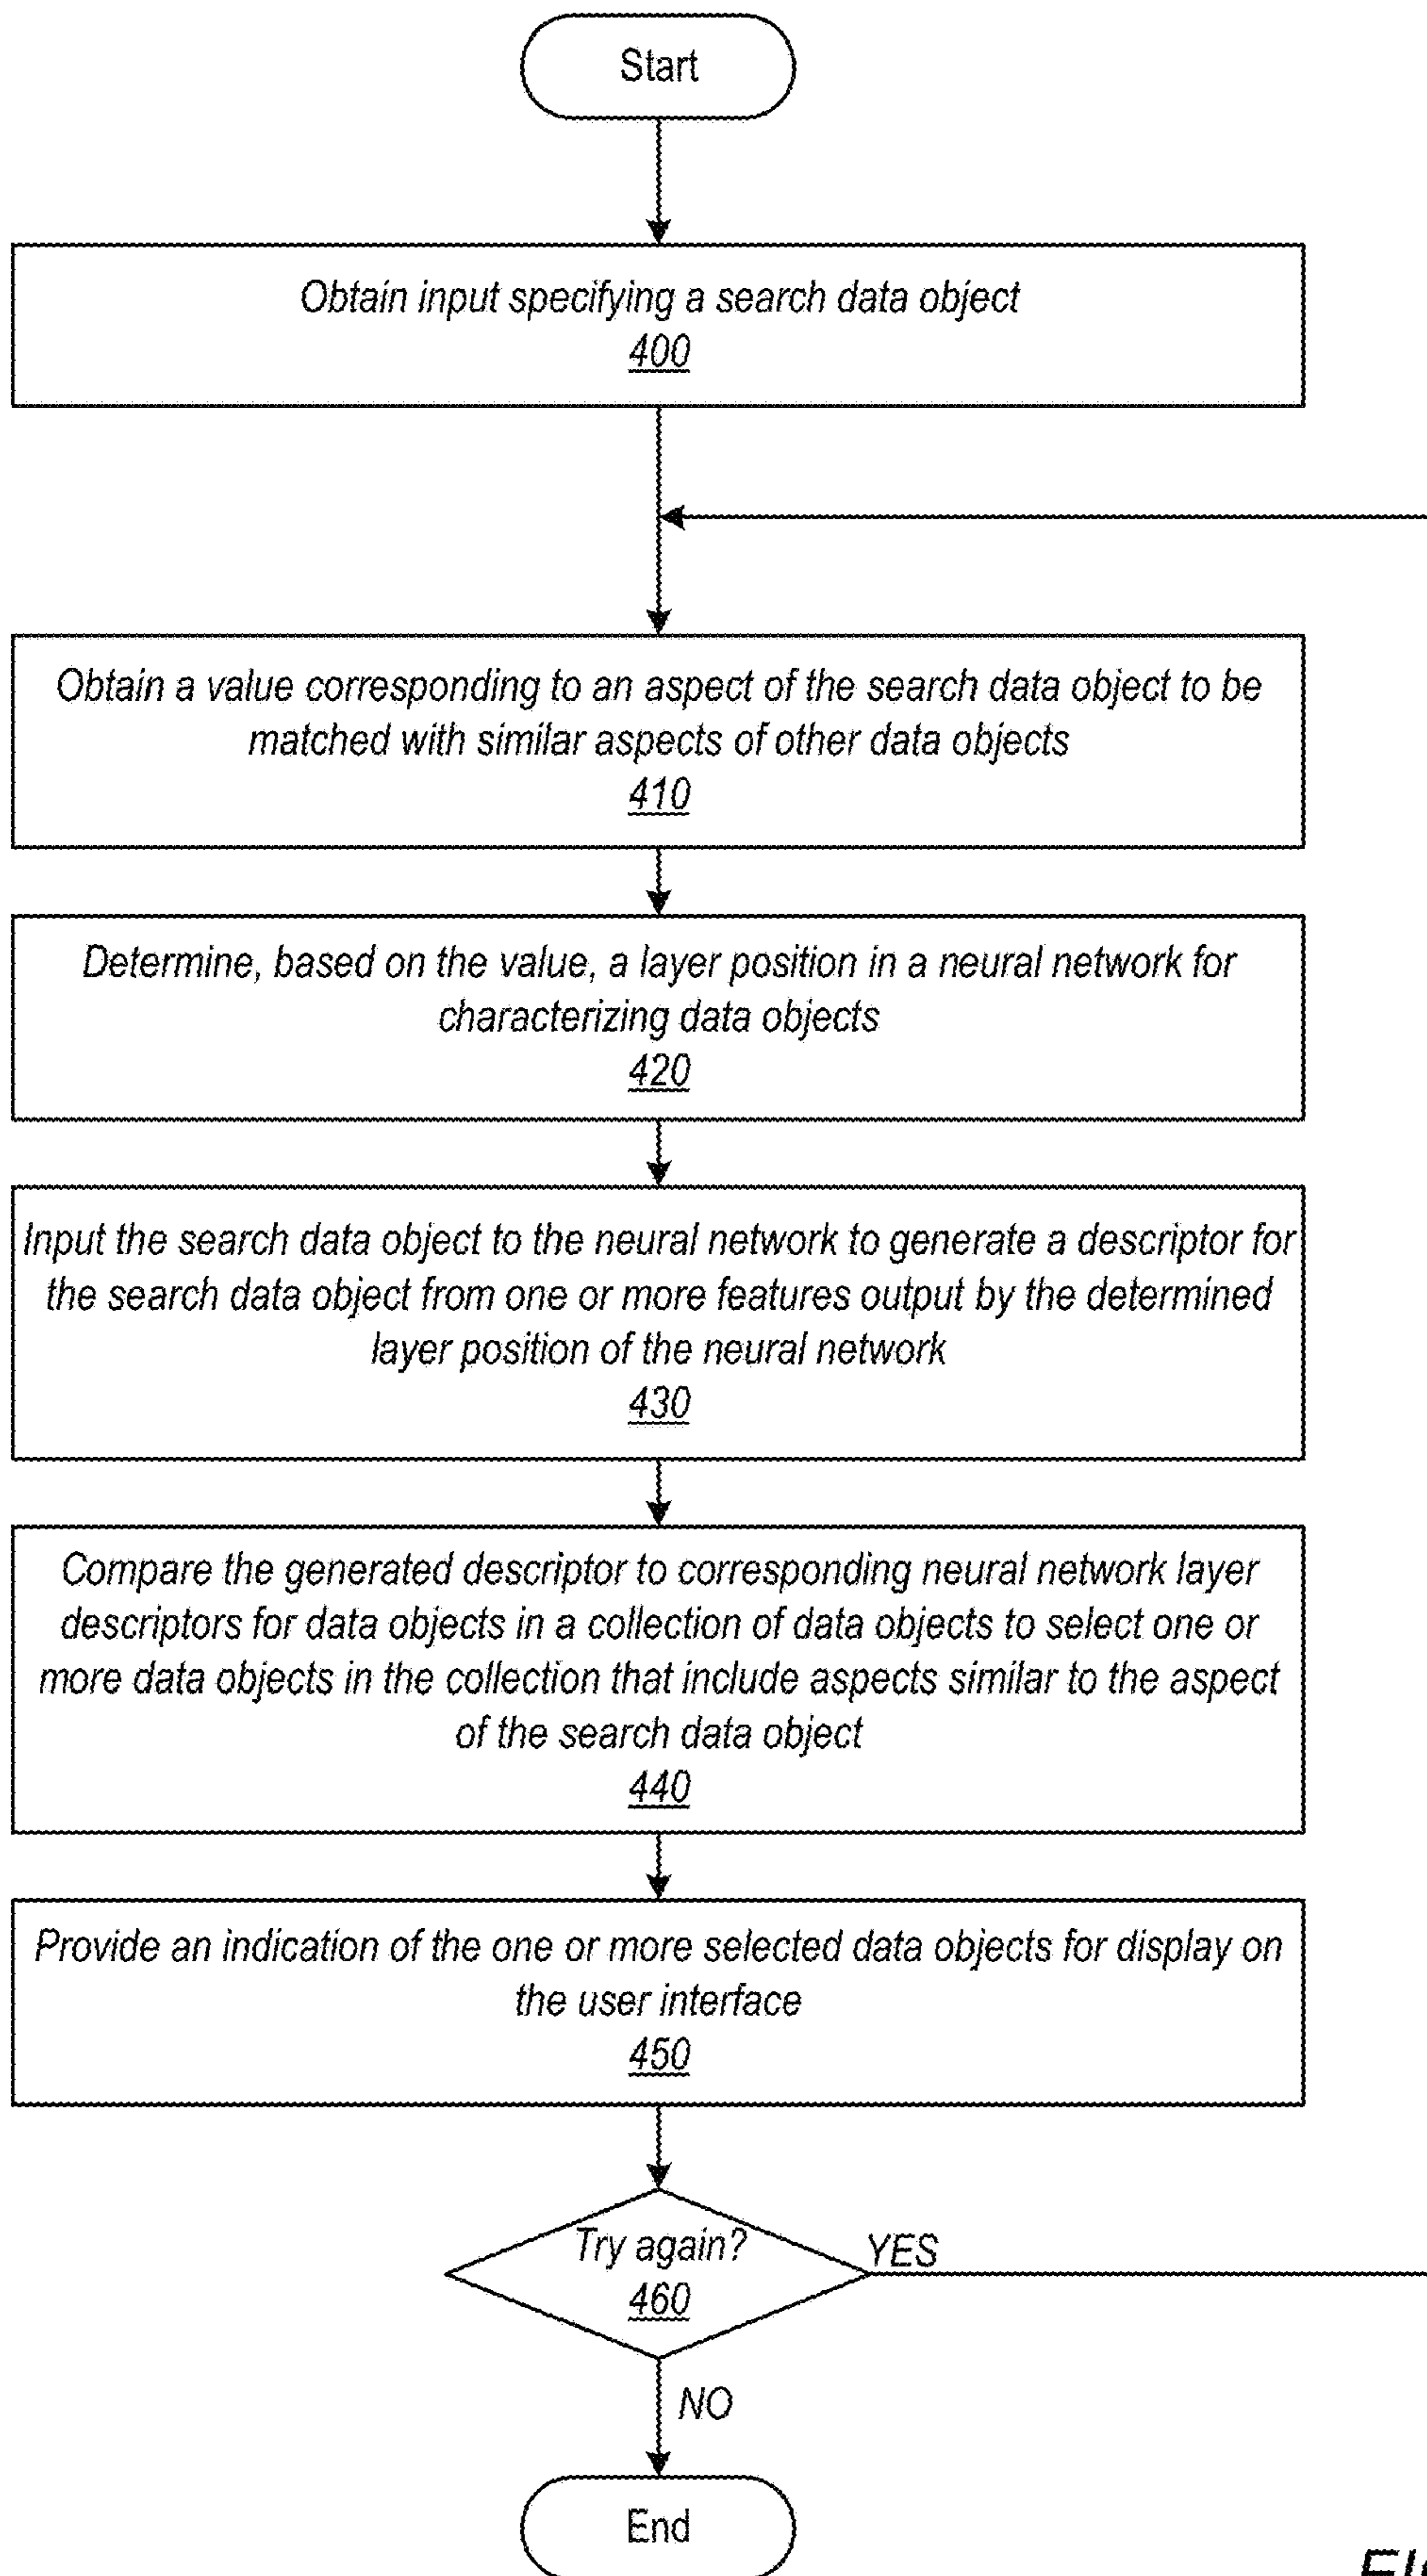 Start
Obtain input specifying a search data object
400
Obtain a value corresponding to an aspect of the search data object to be
matched with similar aspects of other data objects
410
Determine, based on the value, a layer position in a neural network for
characterizing data objects
420
Input the search data object to the neural network to generate a descriptor for
the search data object from one or more features output by the determined
layer position of the neural network
430
Compare the generated descriptor to corresponding neural network layer
descriptors for data objects in a collection of data objects to select one or
more data objects in the collection that include aspects similar to the aspect
of the search data object
440
Provide an indication of the one or more selected data objects for display on
the user interface
450
Try again?
460
YES
NO
End